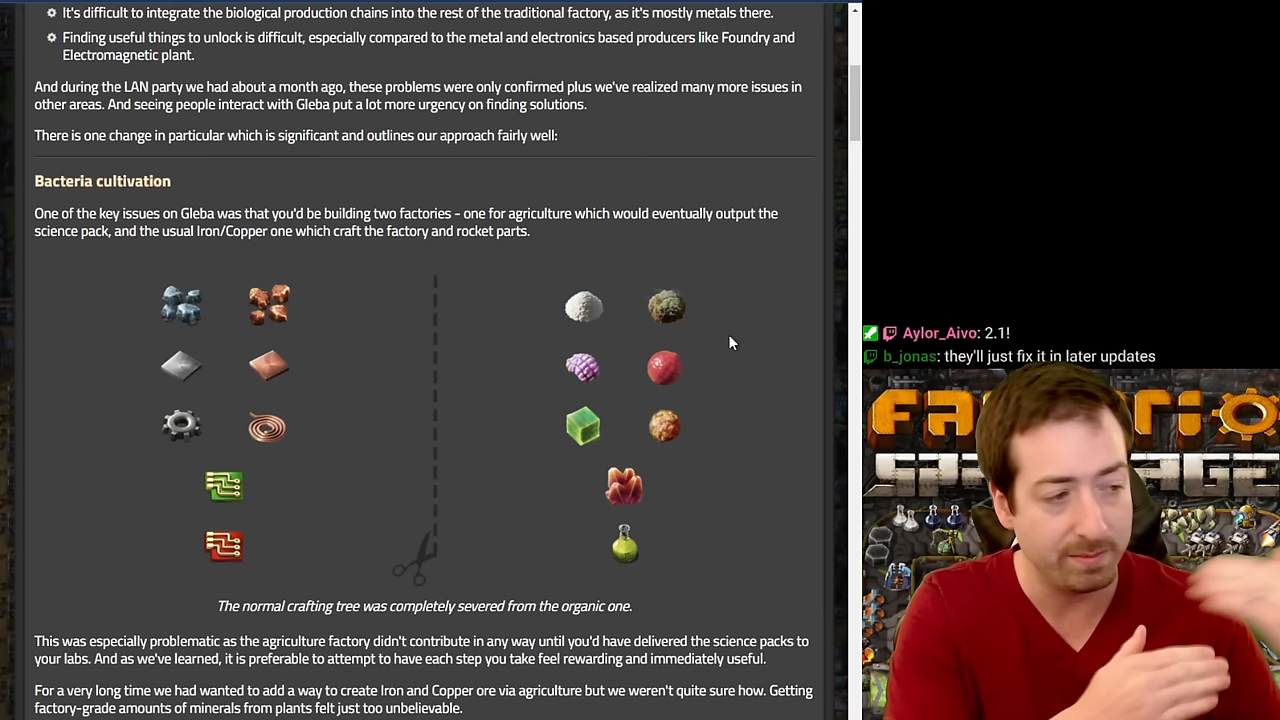 It's difficult to integrate the biological production chains into the rest of the traditional factory, as it's mostly metals there.
Finding useful things to unlock is difficult, especially compared to the metal and electronics based producers like Foundry and
Electromagnetic plant.
And during the LAN party we had about a month ago, these problems were only confirmed plus we've realized many more issues in
other areas. And seeing people interact with Gleba put a lot more urgency on finding solutions.
There is one change in particular which is significant and outlines our approach fairly well:
Bacteria cultivation
One of the key issues on Gleba was that you'd be building two factories - one for agriculture which would eventually output the
science pack, and the usual Iron/Copper one which craft the factory and rocket parts.
The normal crafting tree was completely severed from the organic one.
This was especially problematic as the agriculture factory didn't contribute in any way until you'd have delivered the science packs to
your labs. And as we've learned, it is preferable to attempt to have each step you take feel rewarding and immediately useful.
For a very long time we had wanted to add a way to create Iron and Copper ore via agriculture but we weren't quite sure how. Getting
factory-grade amounts of minerals from plants felt just too unbelievable.
Aylor_Aivo: 2.1!
b_jonas: they'll just fix it in later updates